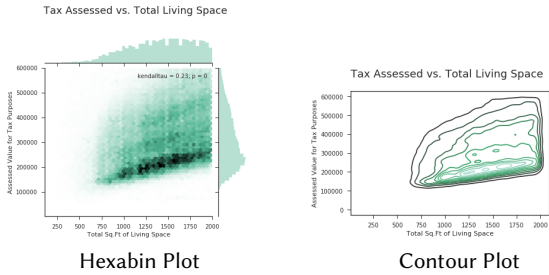 Tax Assessed vs. Total Living Space
kendalltau = 0.23; p = 0
600000
500000
400000
300000
200000
100000
Assessed Value for Tax Purposes
250 500 750 1000 1250 1500 1750 2000
Total Sq.Ft of Living Space
Hexabin Plot
Tax Assessed vs. Total Living Space
600000
500000
400000
300000
200000
100000
0
Assessed Value for Tax Purposes
250 500 750 1000 1250 1500 1750 2000
Total Sq.Ft of Living Space
Contour Plot